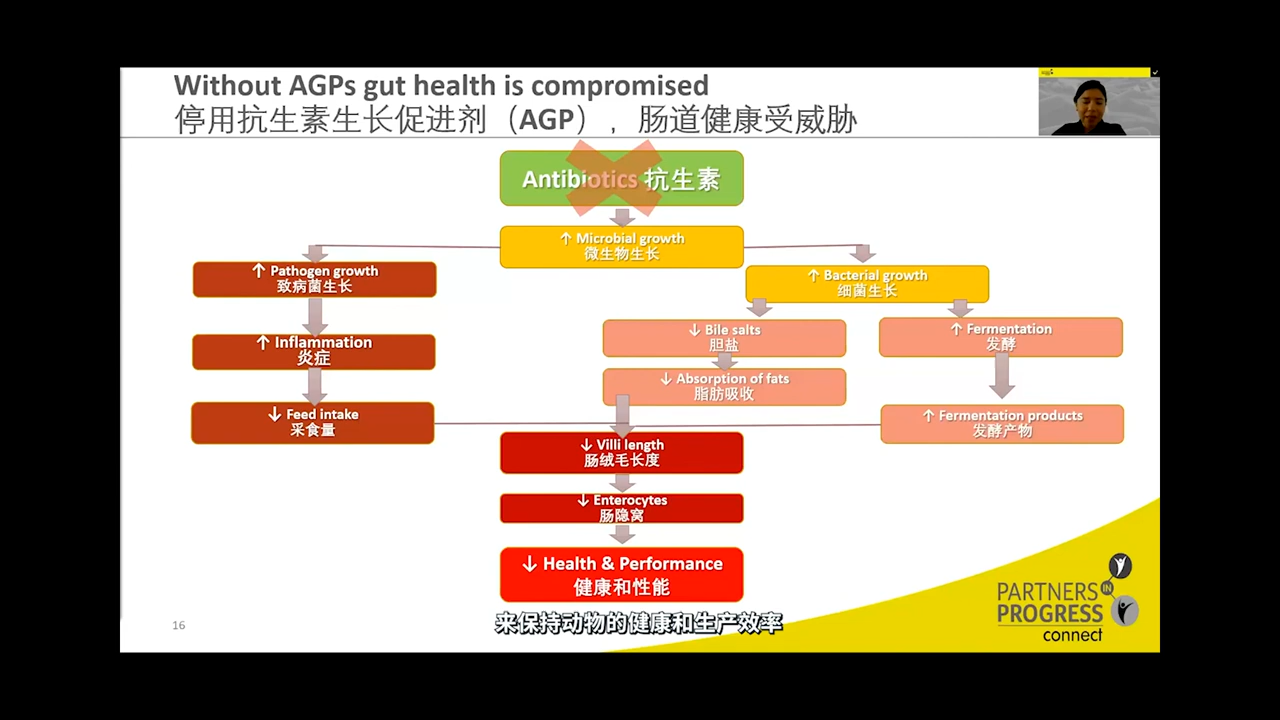 Without AGPs gut health is compromised
停用抗生素生长促进剂（AGP），肠道健康受威胁
Antibiotics 抗生素
↑ Microbial growth
微生物生长
↑ Pathogen growth
致病菌生长
↑ Bacterial growth
细菌生长
↑ Inflammation
炎症
↓ Bile salts
胆盐
↑ Fermentation
发酵
↓ Absorption of fats
脂肪吸收
↓ Feed intake
采食量
↑ Fermentation products
发酵产物
↓ Villi length
肠绒毛长度
↓ Enterocytes
肠隐窝
↓ Health & Performance
健康和性能
来保持动物的健康和生产效率
16
PARTNERS IN
PROGRESS
connect